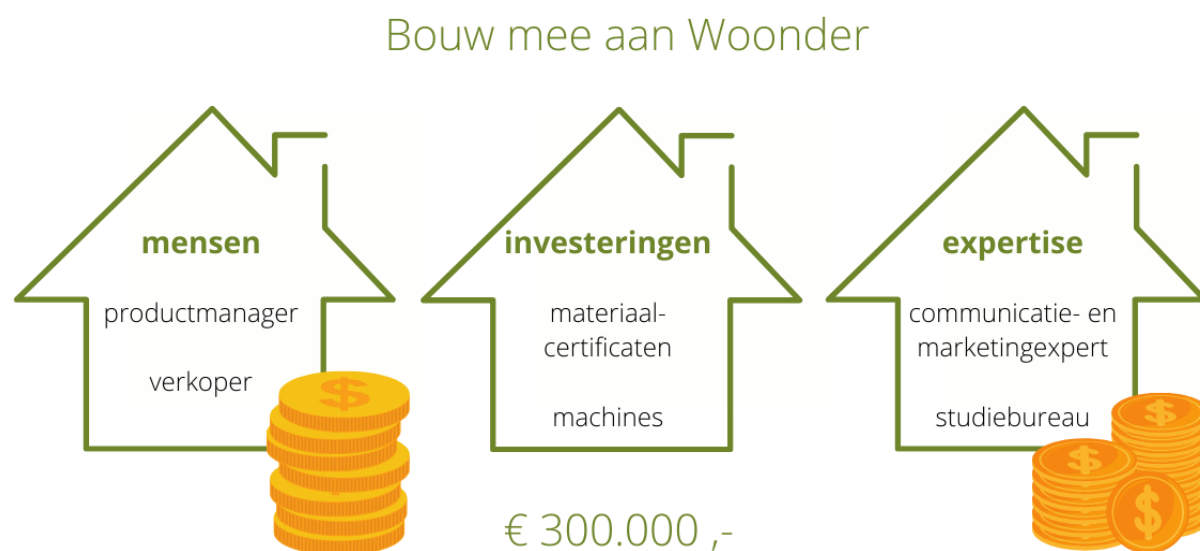 Bouw mee aan Woonder
mensen
productmanager
verkoper
investeringen
materiaal-
certificaten
machines
expertise
communicatie- en
marketingexpert
studiebureau
€ 300.000 ,-